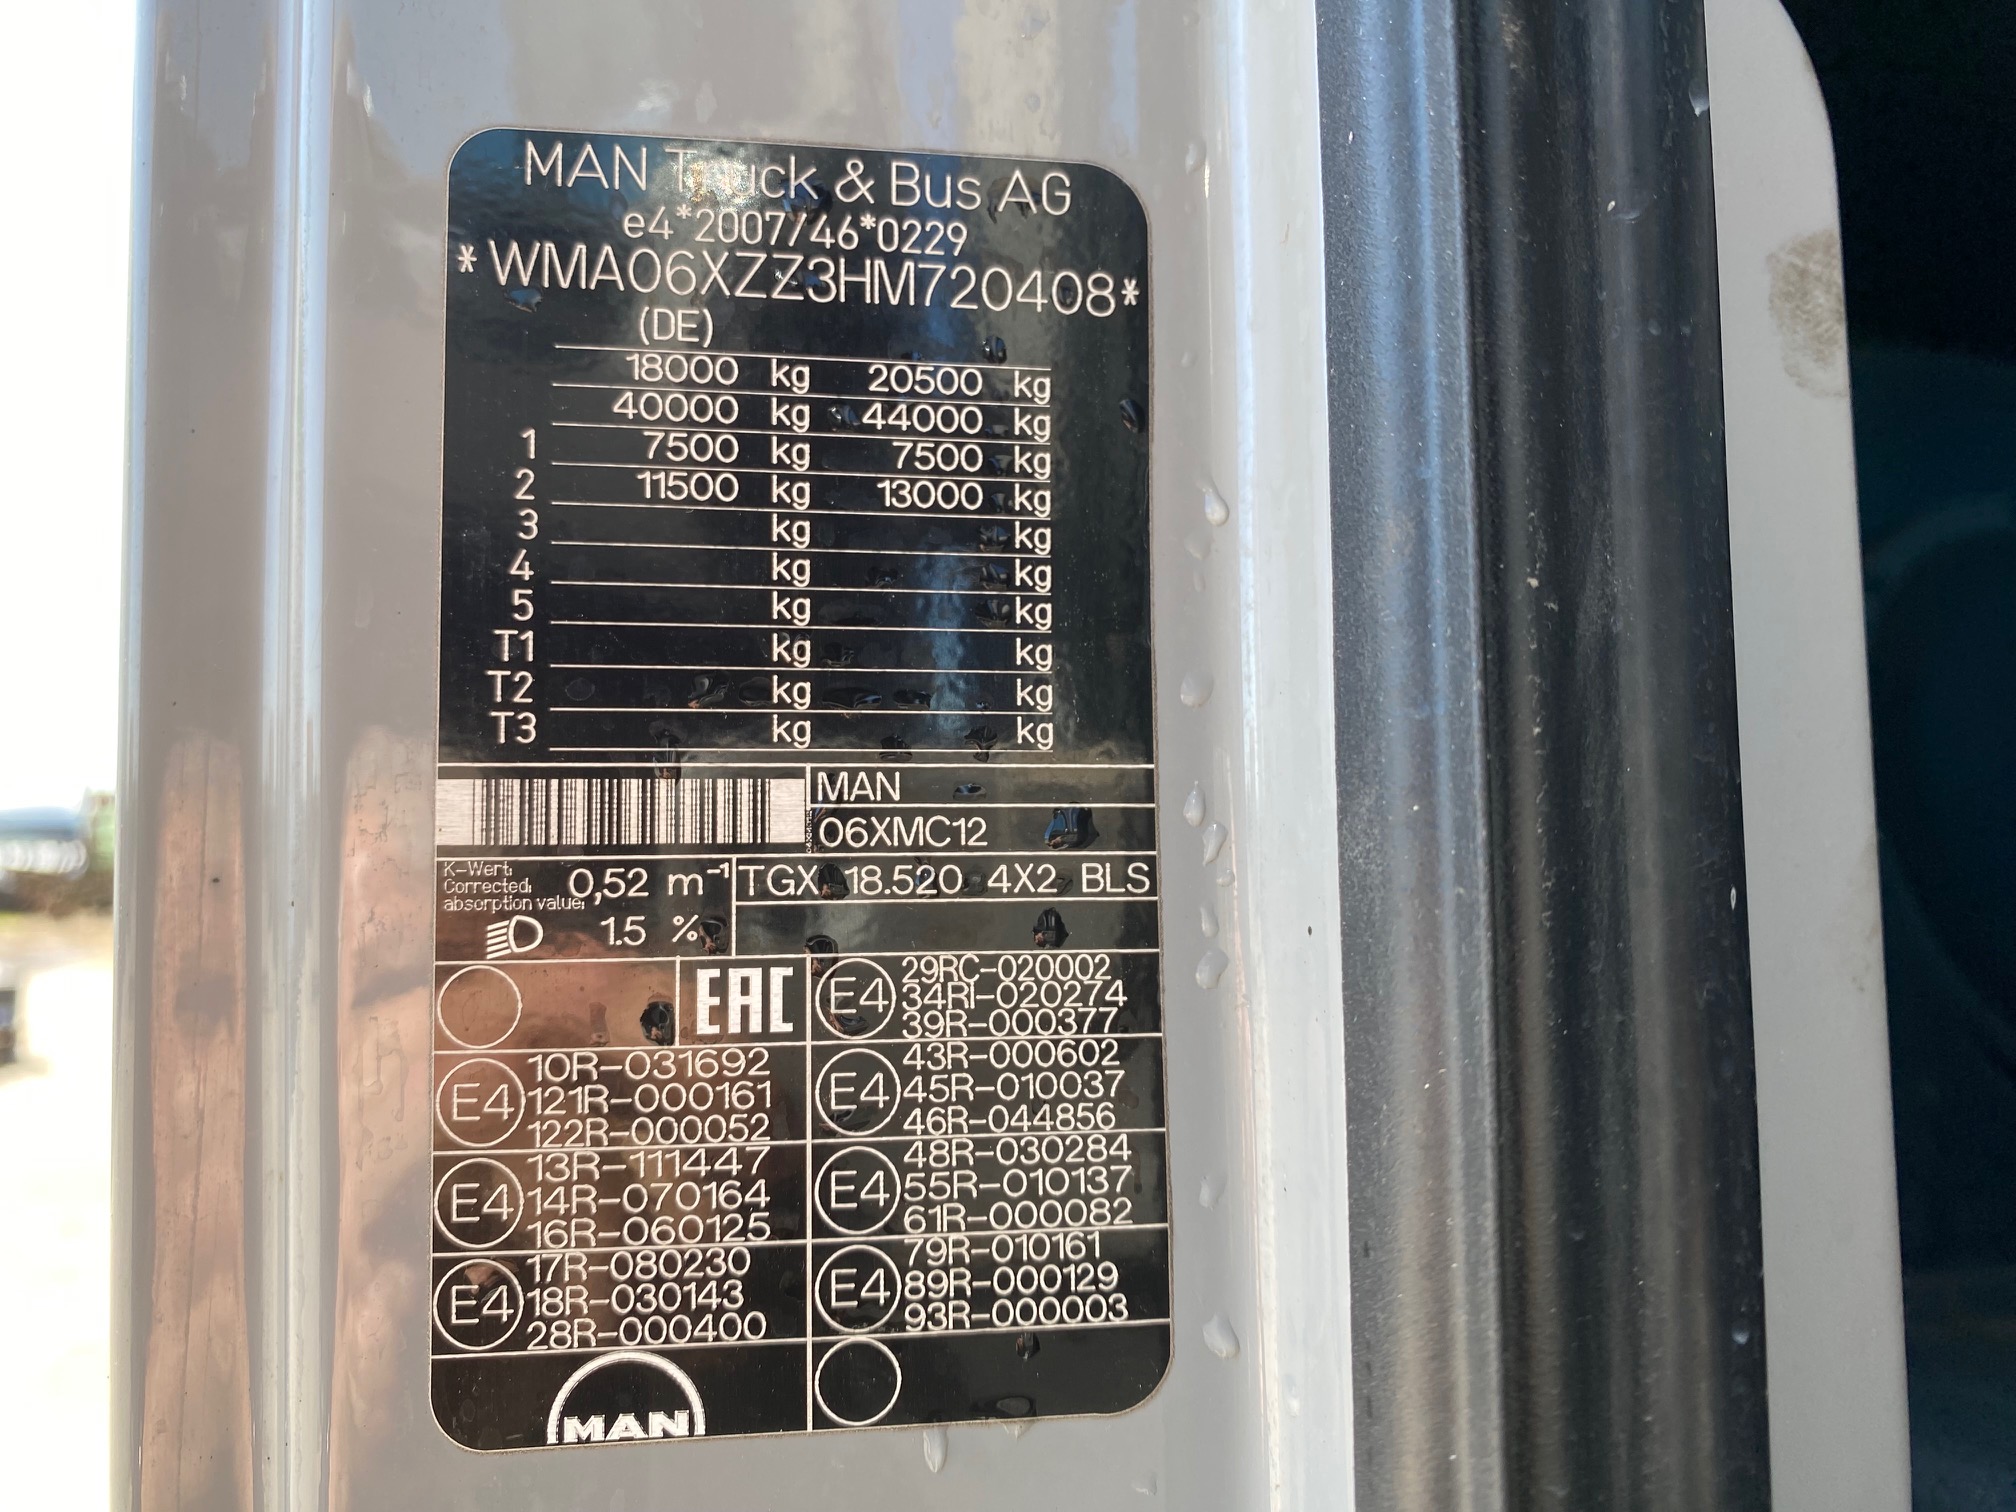 MAN Truck & Bus AG
e4*2007/46*0229
*WMA06XZZ3HM720408*
(DE)
18000 kg 20500 kg
40000 kg 44000 kg
1 7500 kg 7500 kg
2 11500 kg 13000 kg
3 kg kg
4 kg kg
5 kg kg
T1 kg kg
T2 kg kg
T3 kg kg
MAN
06XMC12
K-Wert:
Corrected:
absorption value:
0,52 m⁻¹
TGX 18.520 4X2 BLS
1.5 %
EAC
E4
29RC-020002
34RI-020274
39R-000377
E4
10R-031692
121R-000161
122R-000052
E4
43R-000602
45R-010037
46R-044856
E4
13R-111447
14R-070164
16R-060125
E4
48R-030284
55R-010137
61R-000082
E4
17R-080230
18R-030143
28R-000400
E4
79R-010161
89R-000129
93R-000003
MAN